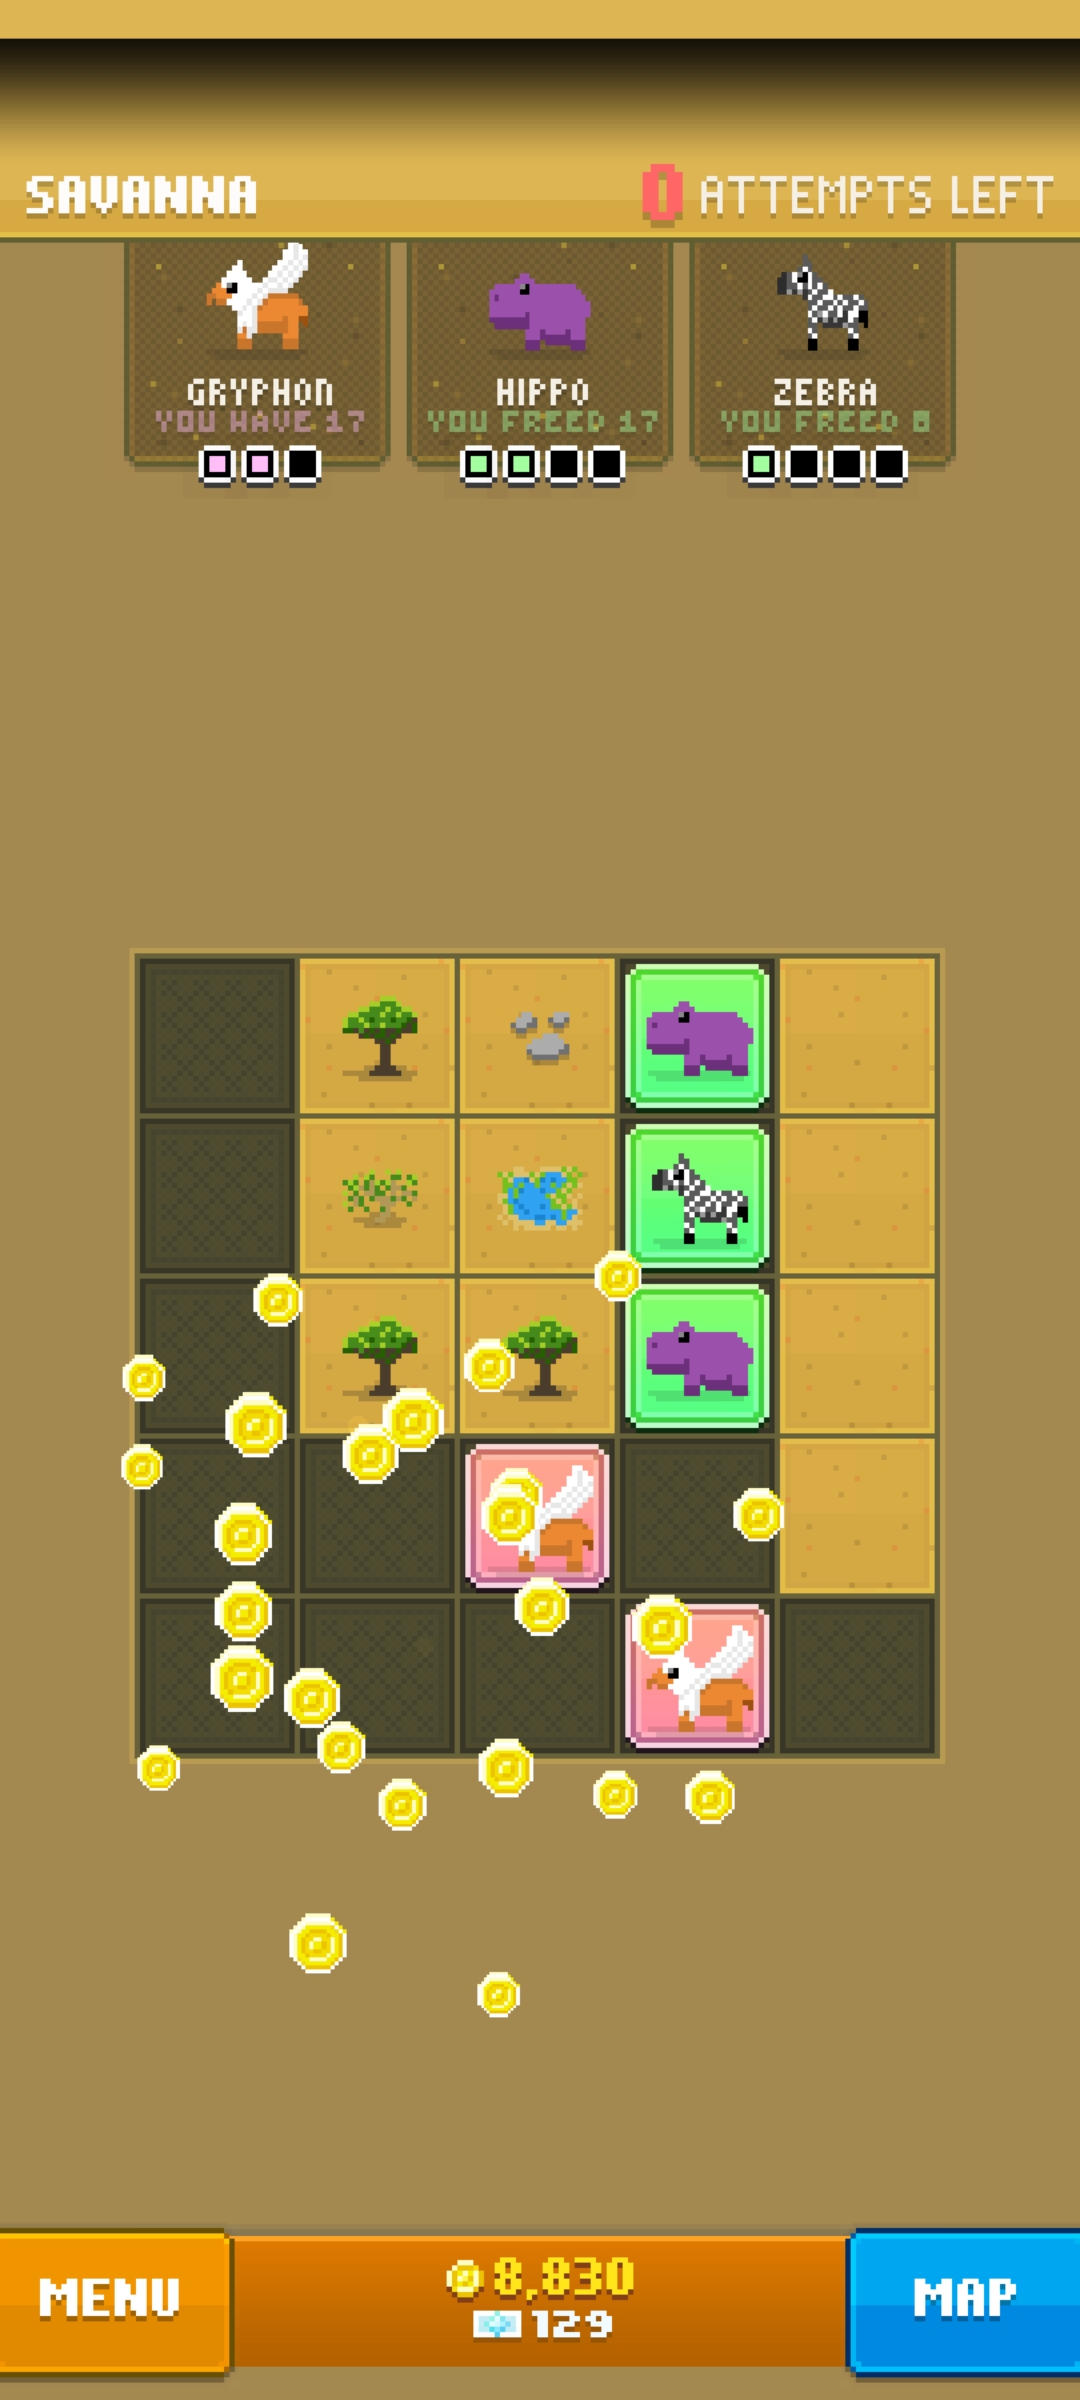 SAVANNA
0 ATTEMPTS LEFT
GRYPHON
YOU HAVE 17
HIPPO
YOU FREED 17
ZEBRA
YOU FREED 8
MENU
8,830
129
MAP